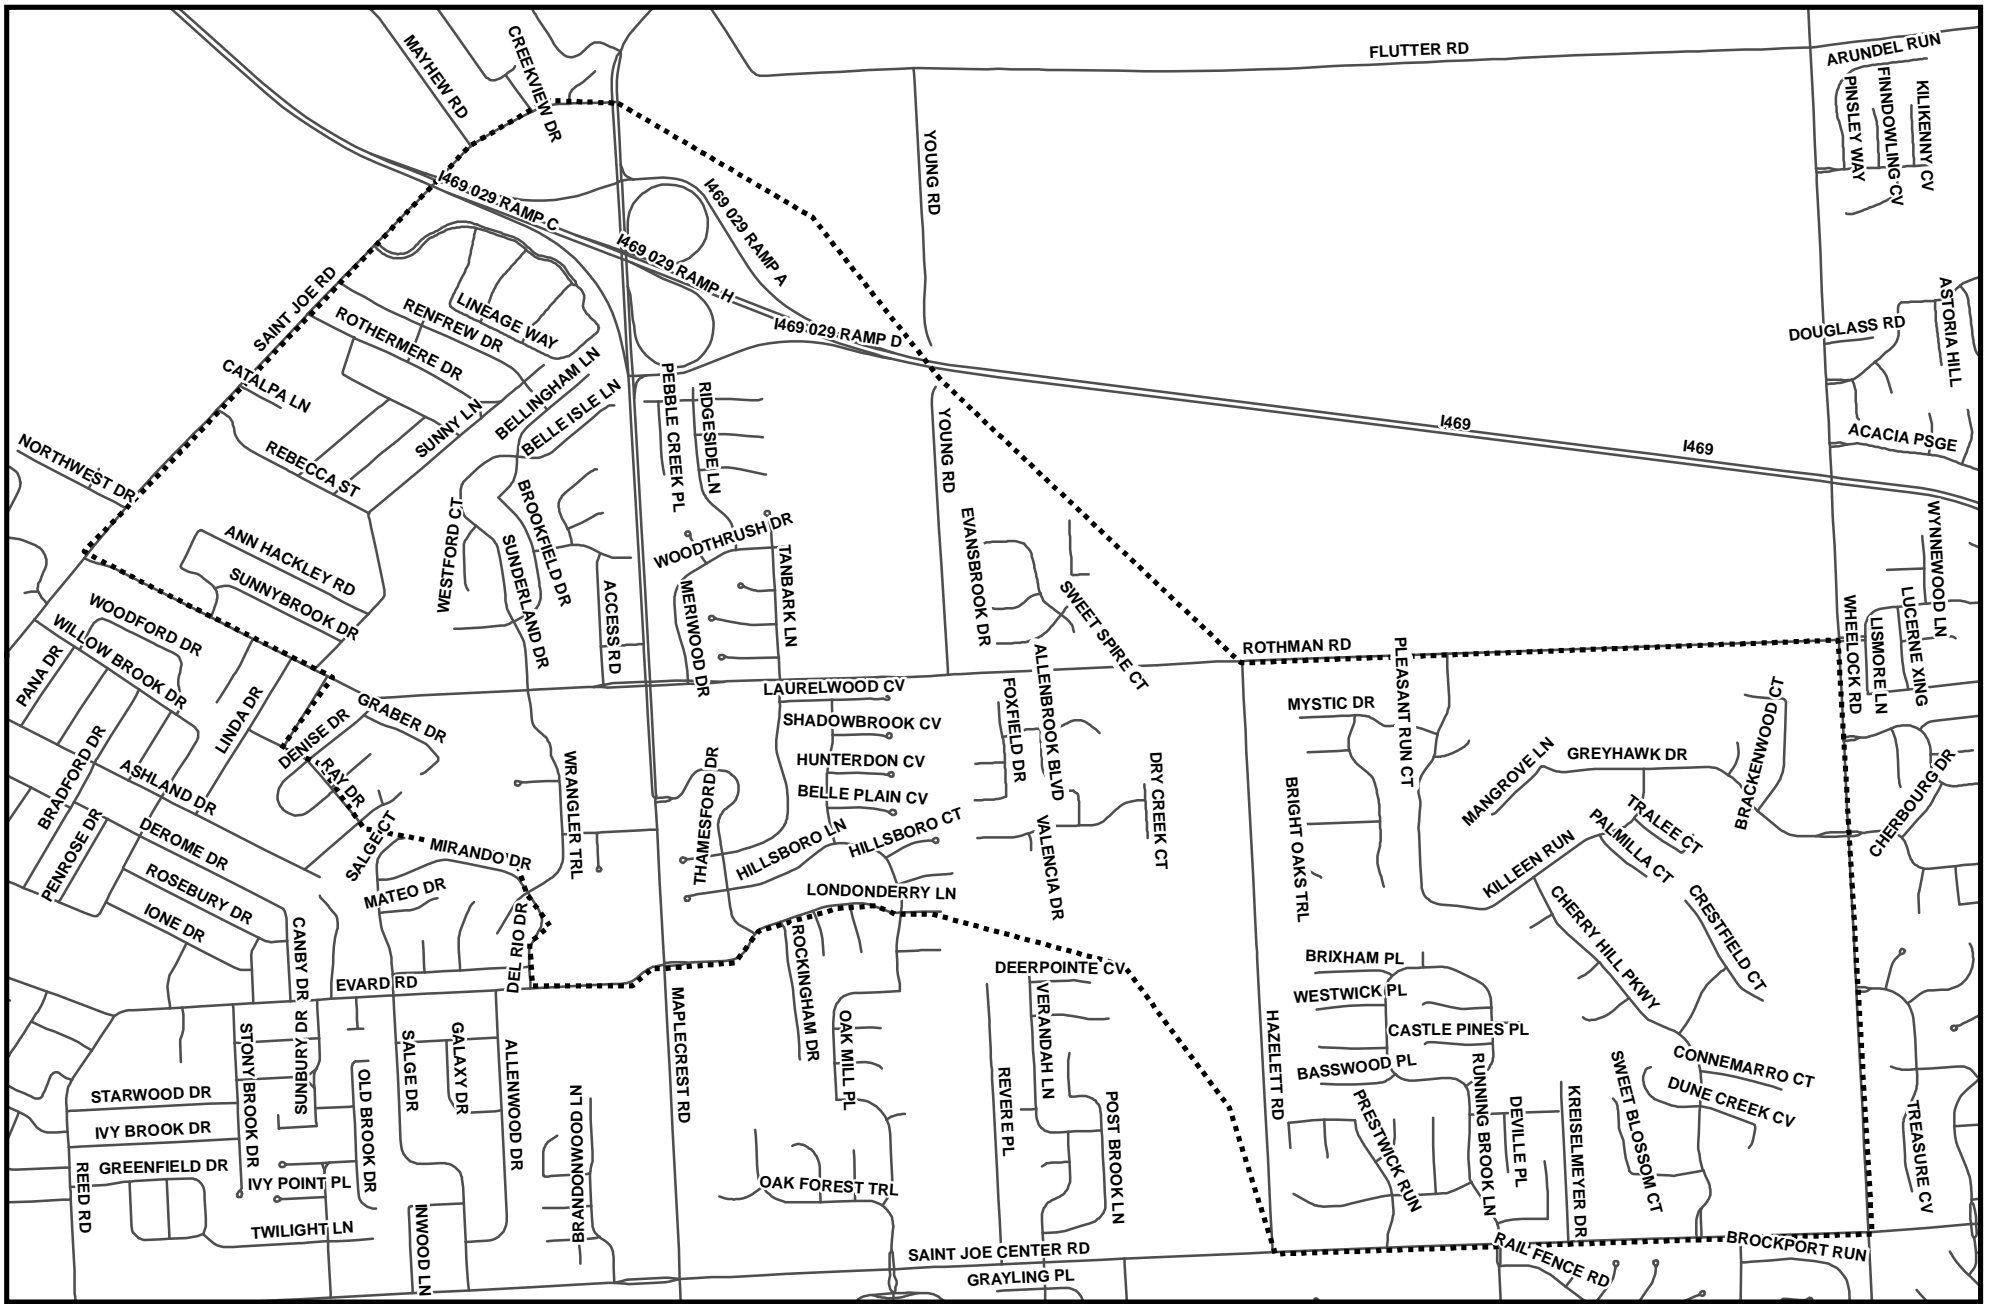 FLUTTER RD
ARUNDEL RUN
MAYHEW RD
CREEKVIEW DR
PINSLEY WAY
FINNDOWLING CV
KILIKENNY CV
YOUNG RD
I469 029 RAMP C
I469 029 RAMP A
I469 029 RAMP H
I469 029 RAMP D
SAINT JOE RD
LINEAGE WAY
RENFREW DR
ROTHERMERE DR
DOUGLASS RD
ASTORIA HILL
CATALPA LN
BELLINGHAM LN
BELLE ISLE LN
SUNNY LN
PEBBLE CREEK PL
RIDGESIDE LN
YOUNG RD
I469
I469
ACACIA PSGE
NORTHWEST DR
REBECCA ST
WESTFORD CT
BROOKFIELD DR
SUNDERLAND DR
WOODTHRUSH DR
EVANSBROOK DR
WYNNEWOOD LN
ANN HACKLEY RD
SUNNYBROOK DR
ACCESS RD
MERIWOOD DR
TANBARK LN
SWEET SPIRE CT
WHEELOCK RD
LISMORE LN
LUCERNE XING
WOODFORD DR
WILLOW BROOK DR
PANA DR
ROTHMAN RD
PLEASANT RUN CT
ALLENBROOK BLVD
LAURELWOOD CV
FOXFIELD DR
MYSTIC DR
BRACKENWOOD CT
LINDA DR
DENISE DR
GRABER DR
SHADOWBROOK CV
HUNTERDON CV
BELLE PLAIN CV
THAMESFORD DR
WRANGLER TRL
DRY CREEK CT
BRIGHT OAKS TRL
MANGROVE LN
GREYHAWK DR
CHERBOURG DR
BRADFORD DR
ASHLAND DR
RAY DR
SALGE CT
MIRANDO DR
HILLSBORO LN
HILLSBORO CT
VALENCIA DR
TRALEE CT
PALMILLA CT
KILLEEN RUN
PENROSE DR
DEROME DR
ROSEBURY DR
IONE DR
MATEO DR
LONDONDERRY LN
CHERRY HILL PKWY
CRESTFIELD CT
CANBY DR
DEL RIO DR
ROCKINGHAM DR
EVARD RD
DEERPOINTE CV
BRIXHAM PL
WESTWICK PL
CASTLE PINES PL
BASSWOOD PL
MAPLECREST RD
VERANDAH LN
HAZELETT RD
STONY BROOK DR
SUNBURY DR
SALGE DR
GALAXY DR
ALLENWOOD DR
OAK MILL PL
OLD BROOK DR
REVERE PL
POST BROOK LN
PRESTWICK RUN
RUNNING BROOK LN
DEVILLE PL
KREISELMEYER DR
SWEET BLOSSOM CT
CONNEMARRO CT
DUNE CREEK CV
TREASURE CV
STARWOOD DR
IVY BROOK DR
GREENFIELD DR
IVY POINT PL
REED RD
TWILIGHT LN
INWOOD LN
BRANDONWOOD LN
OAK FOREST TRL
SAINT JOE CENTER RD
GRAYLING PL
RAIL FENCE RD
BROCKPORT RUN